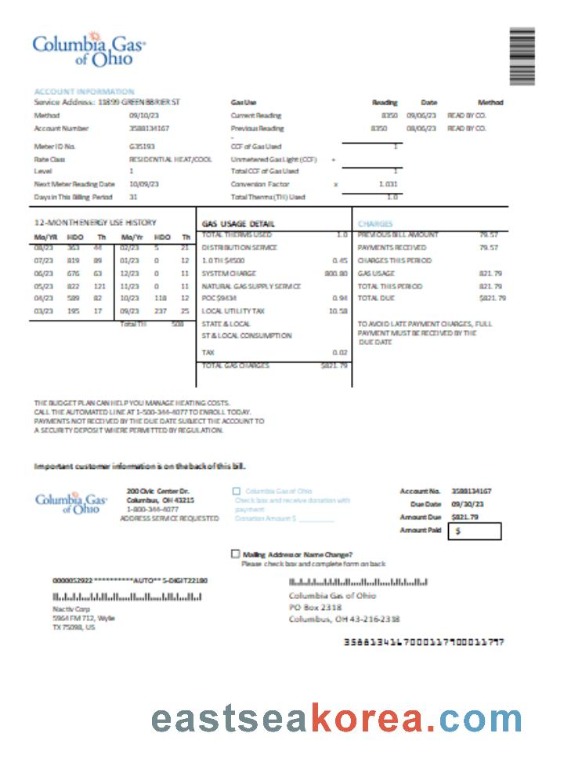 Columbia Gas
of Ohio
ACCOUNT INFORMATION
Service Address: 11899 GREEN BRRIER ST
Method 09/10/23
Account Number 3588134167
Meter ID No. G35193
Rate Class RESIDENTIAL HEAT/COOL
Level 1
Next Meter Reading Date 10/09/23
Days in This Billing Period 31
Gas Use Reading Date Method
Current Reading 8350 09/06/23 READ BY CO.
Previous Reading 8350 08/06/23 READ BY CO.
-
CCF of Gas Used 1
Unmetered Gas Light (CCF) +
Total CCF of Gas Used 1
Conversion Factor x 1.031
Total Therms (TH) Used 1.0
12-MONTH ENERGY USE HISTORY
Mo/YR HDO Th Mo/Yr HDO Th
08/23 363 44 02/23 5 21
07/23 819 89 01/23 0 12
06/23 676 63 12/23 0 11
05/23 822 121 11/23 0 11
04/23 589 82 10/23 118 12
03/23 195 17 09/23 237 25
Total TH 508
GAS USAGE DETAIL
TOTAL THERMS USED 1.0
DISTRIBUTION SERVICE
1.0 TH $4500 0.45
SYSTEM CHARGE 800.80
NATURAL GAS SUPPLY SERVICE
POC $9434 0.94
LOCAL UTILITY TAX 10.58
STATE & LOCAL
ST & LOCAL CONSUMPTION
TAX 0.02
TOTAL GAS CHARGES $821.79
CHARGES
PREVIOUS BILL AMOUNT 79.57
PAYMENTS RECEIVED 79.57
CHARGES THIS PERIOD
GAS USAGE 821.79
TOTAL THIS PERIOD 821.79
TOTAL DUE $821.79
TO AVOID LATE PAYMENT CHARGES, FULL
PAYMENT MUST BE RECEIVED BY THE
DUE DATE
THE BUDGET PLAN CAN HELP YOU MANAGE HEATING COSTS.
CALL THE AUTOMATED LINE AT 1-500-344-4077 TO ENROLL TODAY.
PAYMENTS NOT RECEIVED BY THE DUE DATE SUBJECT THE ACCOUNT TO
A SECURITY DEPOSIT WHERE PERMITTED BY REGULATION.
Important customer information is on the back of this bill.
Columbia Gas
of Ohio
200 Civic Center Dr.
Columbus, OH 43215
1-800-344-4077
ADDRESS SERVICE REQUESTED
Columbia Gas of Ohio
Check box and receive donation with
payment
Donation Amount $ __________
Account No. 3588134167
Due Date 09/30/23
Amount Due $821.79
Amount Paid $
Mailing Address or Name Change?
Please check box and complete form on back
0000052922 **********AUTO** 5-DIGIT22180
Nactiv Corp
5964 FM 712, Wylie
TX 75098, US
Columbia Gas of Ohio
PO Box 2318
Columbus, OH 43-216-2318
35881341670001179000117​97
eastseakorea.com